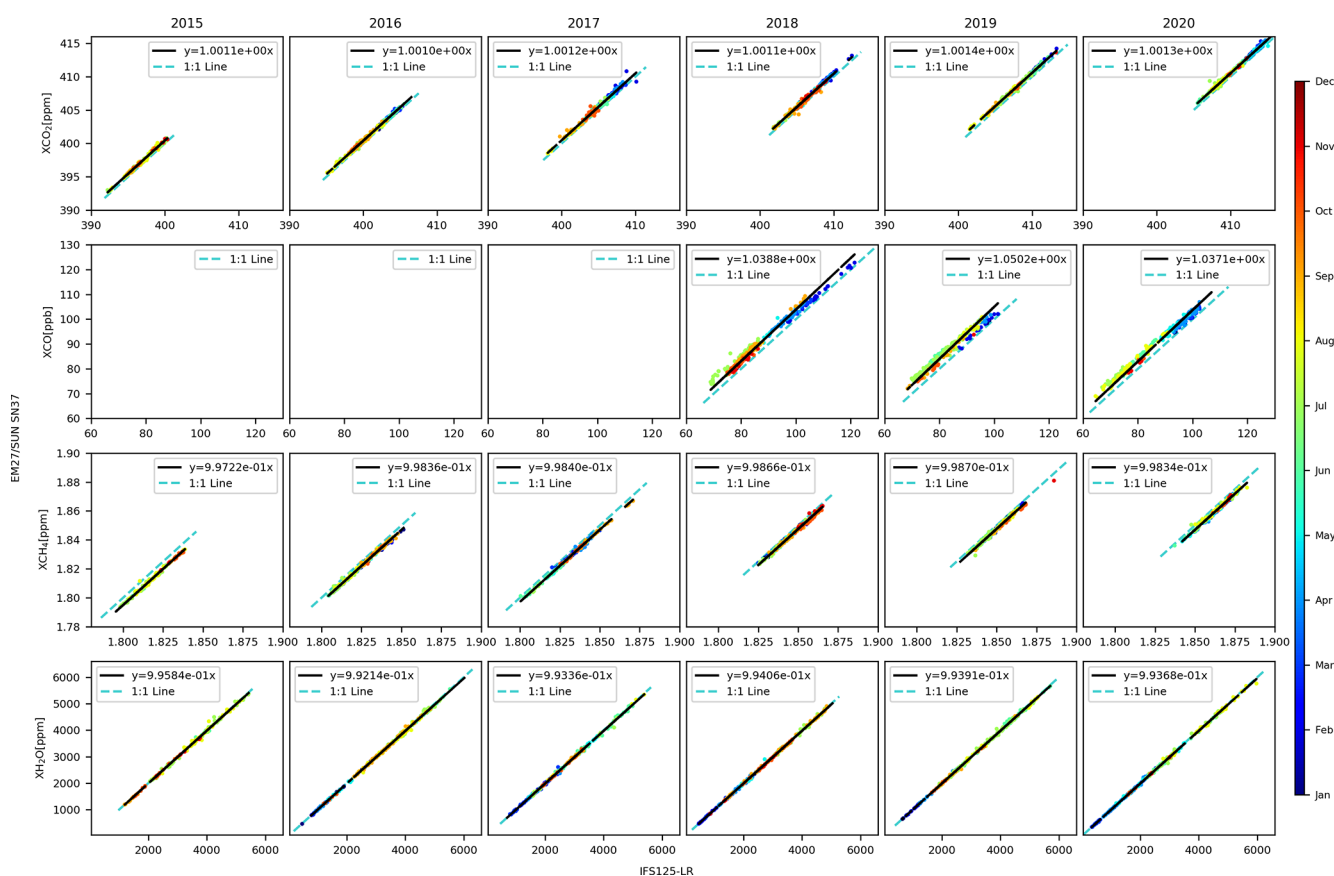 2015 2016 2017 2018 2019 2020
y=1.0011e+00x y=1.0010e+00x y=1.0012e+00x y=1.0011e+00x y=1.0014e+00x y=1.0013e+00x
1:1 Line 1:1 Line 1:1 Line 1:1 Line 1:1 Line 1:1 Line
XCO₂[ppm]
415
410
405
400
395
390
390 400 410 390 400 410 390 400 410 390 400 410 390 400 410 390 400 410
y=1.0388e+00x y=1.0502e+00x y=1.0371e+00x
1:1 Line 1:1 Line 1:1 Line 1:1 Line 1:1 Line 1:1 Line
XCO[ppb]
130
120
110
100
90
80
70
60
60 80 100 120 60 80 100 120 60 80 100 120 60 80 100 120 60 80 100 120 60 80 100 120
EM27/SUN SN37
y=9.9722e-01x y=9.9836e-01x y=9.9840e-01x y=9.9866e-01x y=9.9870e-01x y=9.9834e-01x
1:1 Line 1:1 Line 1:1 Line 1:1 Line 1:1 Line 1:1 Line
XCH₄[ppm]
1.90
1.88
1.86
1.84
1.82
1.80
1.78
1.800 1.825 1.850 1.875 1.900 1.800 1.825 1.850 1.875 1.900 1.800 1.825 1.850 1.875 1.900 1.800 1.825 1.850 1.875 1.900 1.800 1.825 1.850 1.875 1.900 1.800 1.825 1.850 1.875 1.900
y=9.9584e-01x y=9.9214e-01x y=9.9336e-01x y=9.9406e-01x y=9.9391e-01x y=9.9368e-01x
1:1 Line 1:1 Line 1:1 Line 1:1 Line 1:1 Line 1:1 Line
XH₂O[ppm]
6000
5000
4000
3000
2000
1000
2000 4000 6000 2000 4000 6000 2000 4000 6000 2000 4000 6000 2000 4000 6000 2000 4000 6000
IFS125-LR
Dec
Nov
Oct
Sep
Aug
Jul
Jun
May
Apr
Mar
Feb
Jan